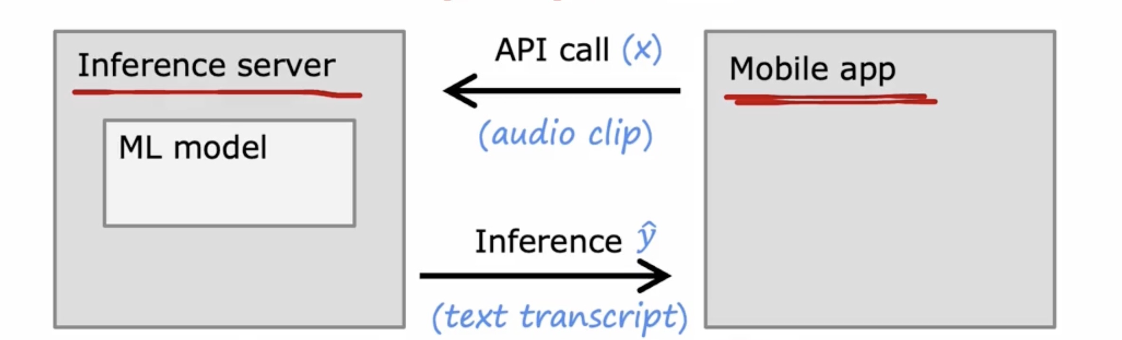 Inference server
ML model
API call (x)
(audio clip)
Inference ŷ
(text transcript)
Mobile app